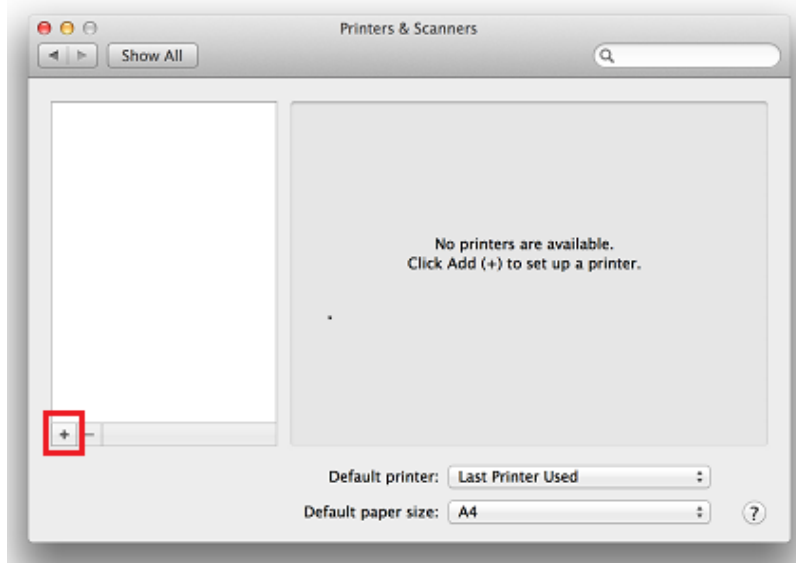 Printers & Scanners
Show All
No printers are available.
Click Add (+) to set up a printer.
+ −
Default printer: Last Printer Used
Default paper size: A4
?